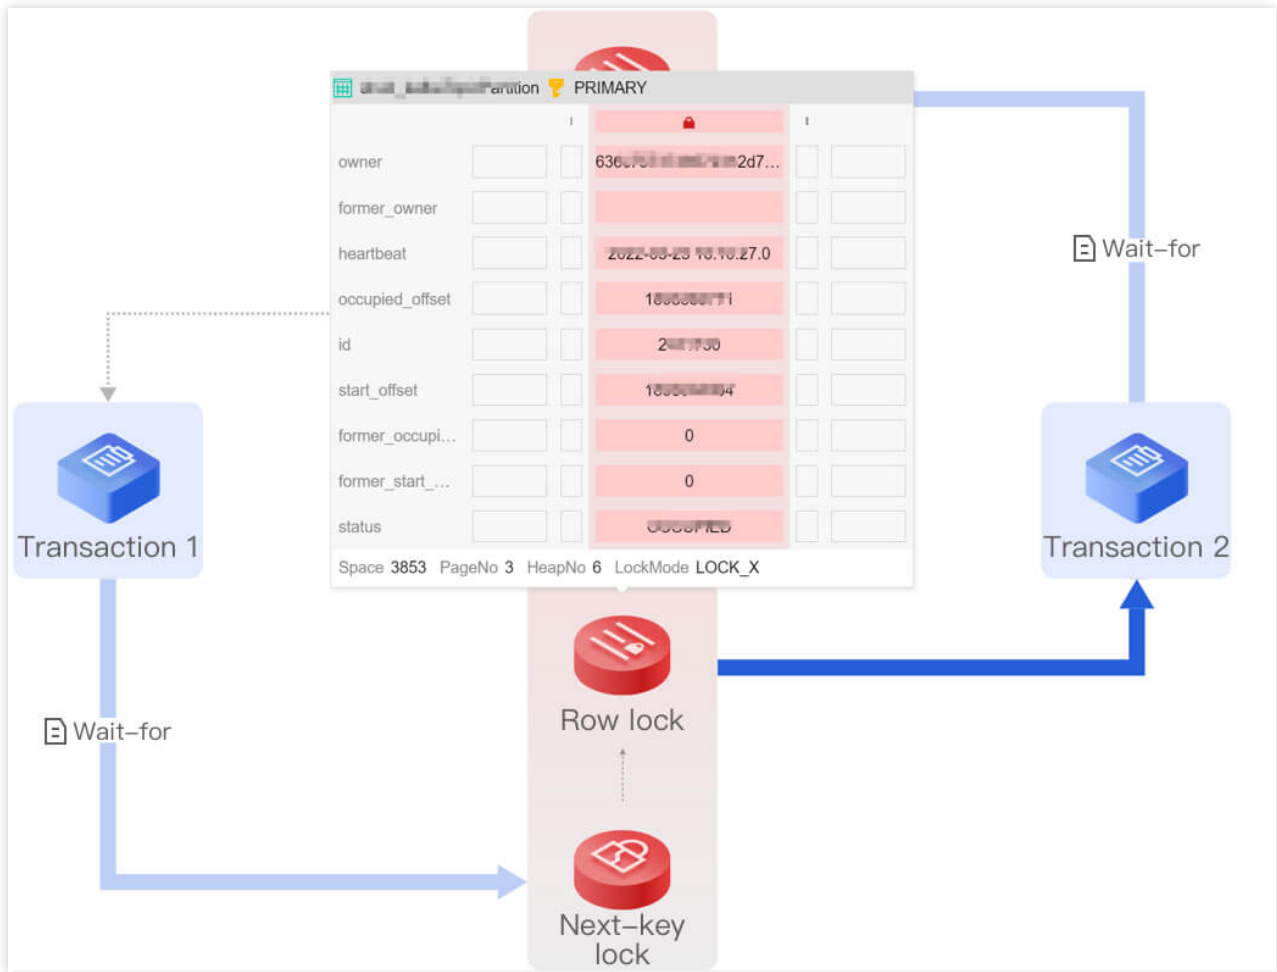 PRIMARY
owner
former_owner
heartbeat
occupied_offset
id
start_offset
former_occupi... 0
former_start_... 0
status
Space 3853 PageNo 3 HeapNo 6 LockMode LOCK_X
Wait-for
Transaction 1
Transaction 2
Row lock
Wait-for
Next-key
lock